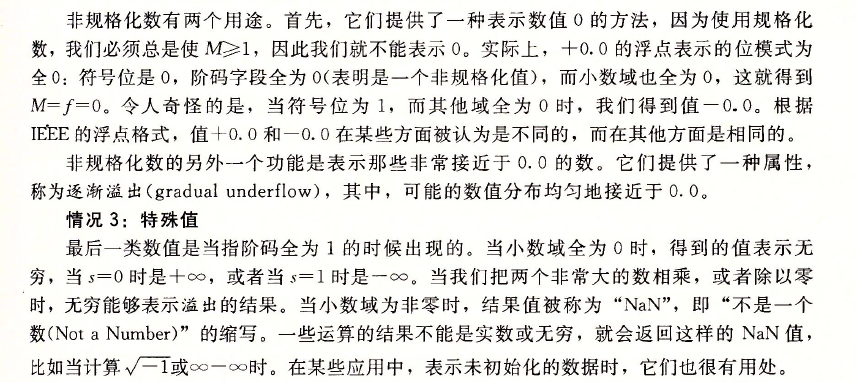 非规格化数有两个用途。首先，它们提供了一种表示数值 0 的方法，因为使用规格化
数，我们必须总是使 M≥1，因此我们就不能表示 0。实际上，+0.0 的浮点表示的位模式为
全0：符号位是 0，阶码字段全为 0(表明是一个非规格化值)，而小数域也全为 0，这就得到
M=f=0。令人奇怪的是，当符号位为 1，而其他域全为 0 时，我们得到值-0.0。根据
IEEE 的浮点格式，值+0.0 和-0.0 在某些方面被认为是不同的，而在其他方面是相同的。
非规格化数的另外一个功能是表示那些非常接近于 0.0 的数。它们提供了一种属性，
称为逐渐溢出(gradual underflow)，其中，可能的数值分布均匀地接近于 0.0。
情况 3：特殊值
最后一类数值是当指阶码全为 1 的时候出现的。当小数域全为 0 时，得到的值表示无
穷，当 s=0 时是+∞，或者当 s=1 时是-∞。当我们把两个非常大的数相乘，或者除以零
时，无穷能够表示溢出的结果。当小数域为非零时，结果值被称为“NaN”，即“不是一个
数(Not a Number)”的缩写。一些运算的结果不能是实数或无穷，就会返回这样的 NaN 值，
比如当计算√-1或∞-∞时。在某些应用中，表示未初始化的数据时，它们也很有用处。